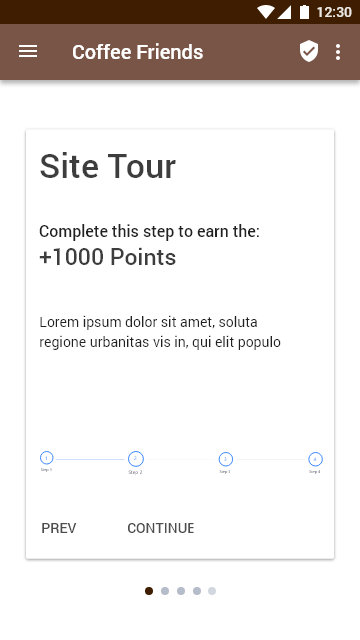 12:30
Coffee Friends
Site Tour
Complete this step to earn the:
+1000 Points
Lorem ipsum dolor sit amet, soluta
regione urbanitas vis in, qui elit populo
1 2 3 4
Step 1 Step 2 Step 3 Step 4
PREV CONTINUE